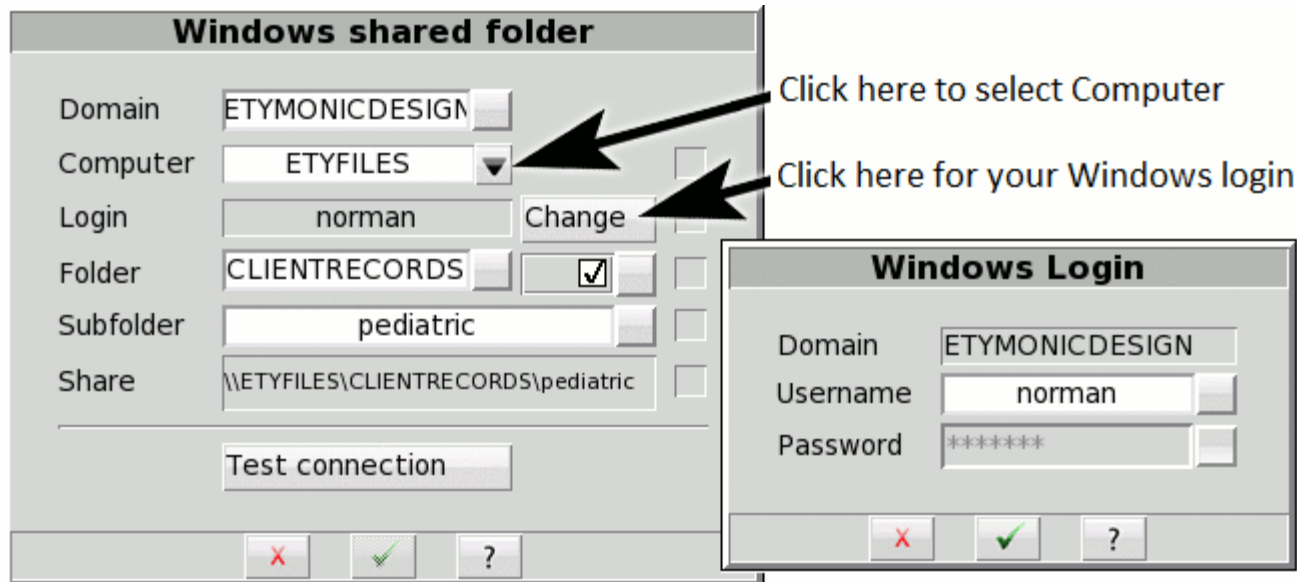 Windows shared folder
Domain ETYMONICDESIGN
Click here to select Computer
Computer ETYFILES
Click here for your Windows login
Login norman Change
Folder CLIENTRECORDS
Subfolder pediatric
Share \\ETYFILES\CLIENTRECORDS\pediatric
Test connection
X ?
Windows Login
Domain ETYMONICDESIGN
Username norman
Password *******
X ?